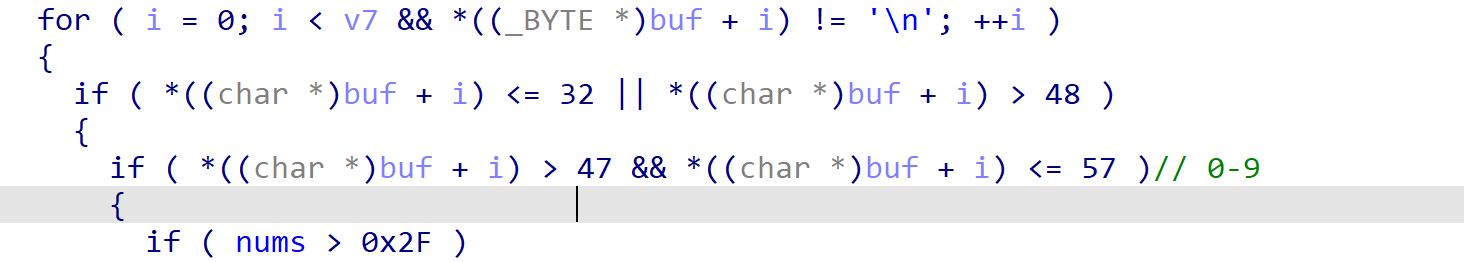 for ( i = 0; i < v7 && *((_BYTE *)buf + i) != '\n'; ++i )
{
if ( *((char *)buf + i) <= 32 || *((char *)buf + i) > 48 )
{
if ( *((char *)buf + i) > 47 && *((char *)buf + i) <= 57 )// 0-9
{
if ( nums > 0x2F )